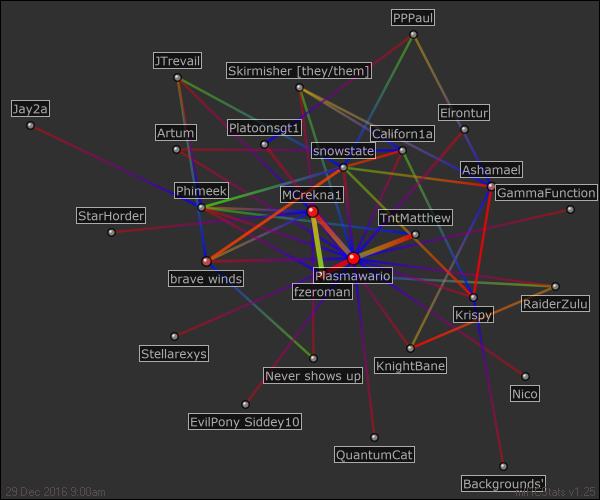 PPPaul
JTrevail
Skirmisher [they/them]
Jay2a
Elrontur
Platoonsgt1
Artum
Californ1a
snowstate
Ashamael
Phimeek
MCrekna1
GammaFunction
StarHorder
TntMatthew
brave winds
Plasmawario
fzeroman
RaiderZulu
Krispy
Stellarexys
KnightBane
Never shows up
Nico
EvilPony Siddey10
QuantumCat
Backgrounds'
29 Dec 2016 9:00am
v1.25